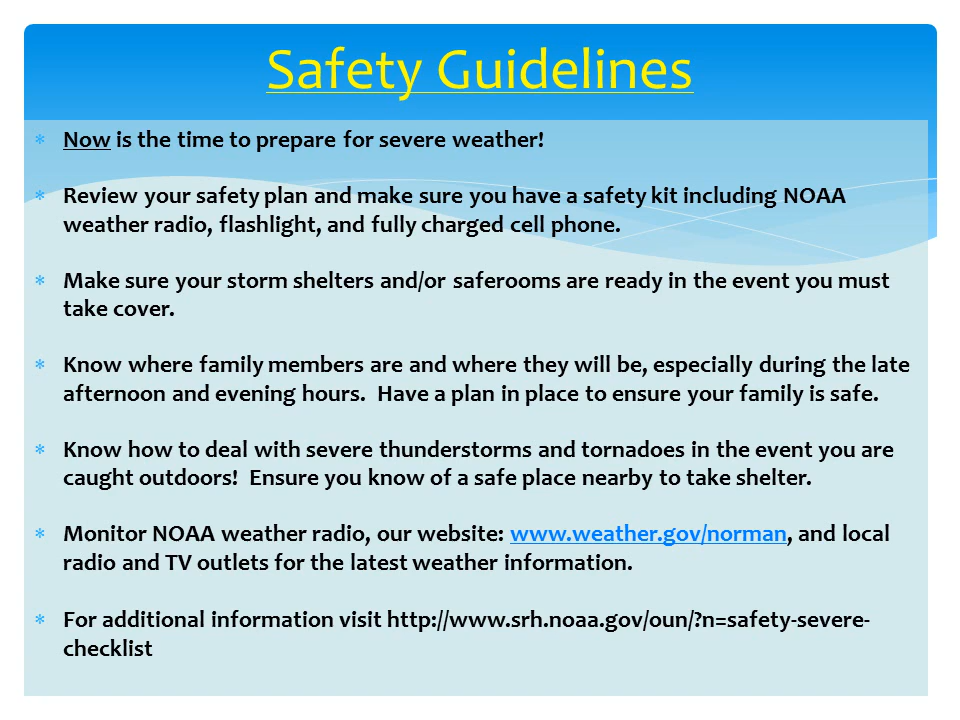 Safety Guidelines
Now is the time to prepare for severe weather!
Review your safety plan and make sure you have a safety kit including NOAA
weather radio, flashlight, and fully charged cell phone.
Make sure your storm shelters and/or saferooms are ready in the event you must
take cover.
Know where family members are and where they will be, especially during the late
afternoon and evening hours.  Have a plan in place to ensure your family is safe.
Know how to deal with severe thunderstorms and tornadoes in the event you are
caught outdoors!  Ensure you know of a safe place nearby to take shelter.
Monitor NOAA weather radio, our website: www.weather.gov/norman, and local
radio and TV outlets for the latest weather information.
For additional information visit http://www.srh.noaa.gov/oun/?n=safety-severe-
checklist